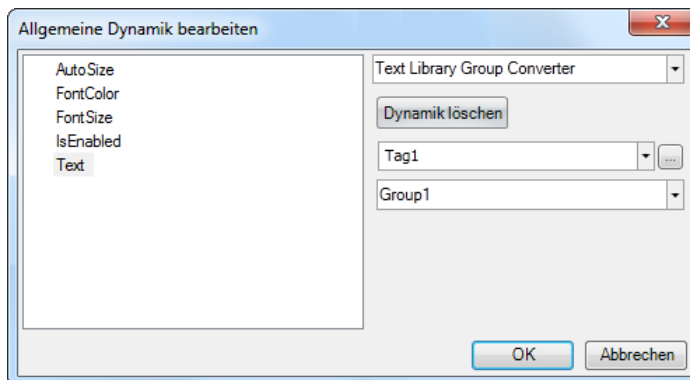 Allgemeine Dynamik bearbeiten
AutoSize
FontColor
FontSize
IsEnabled
Text
Text Library Group Converter
Dynamik löschen
Tag1
...
Group1
OK
Abbrechen